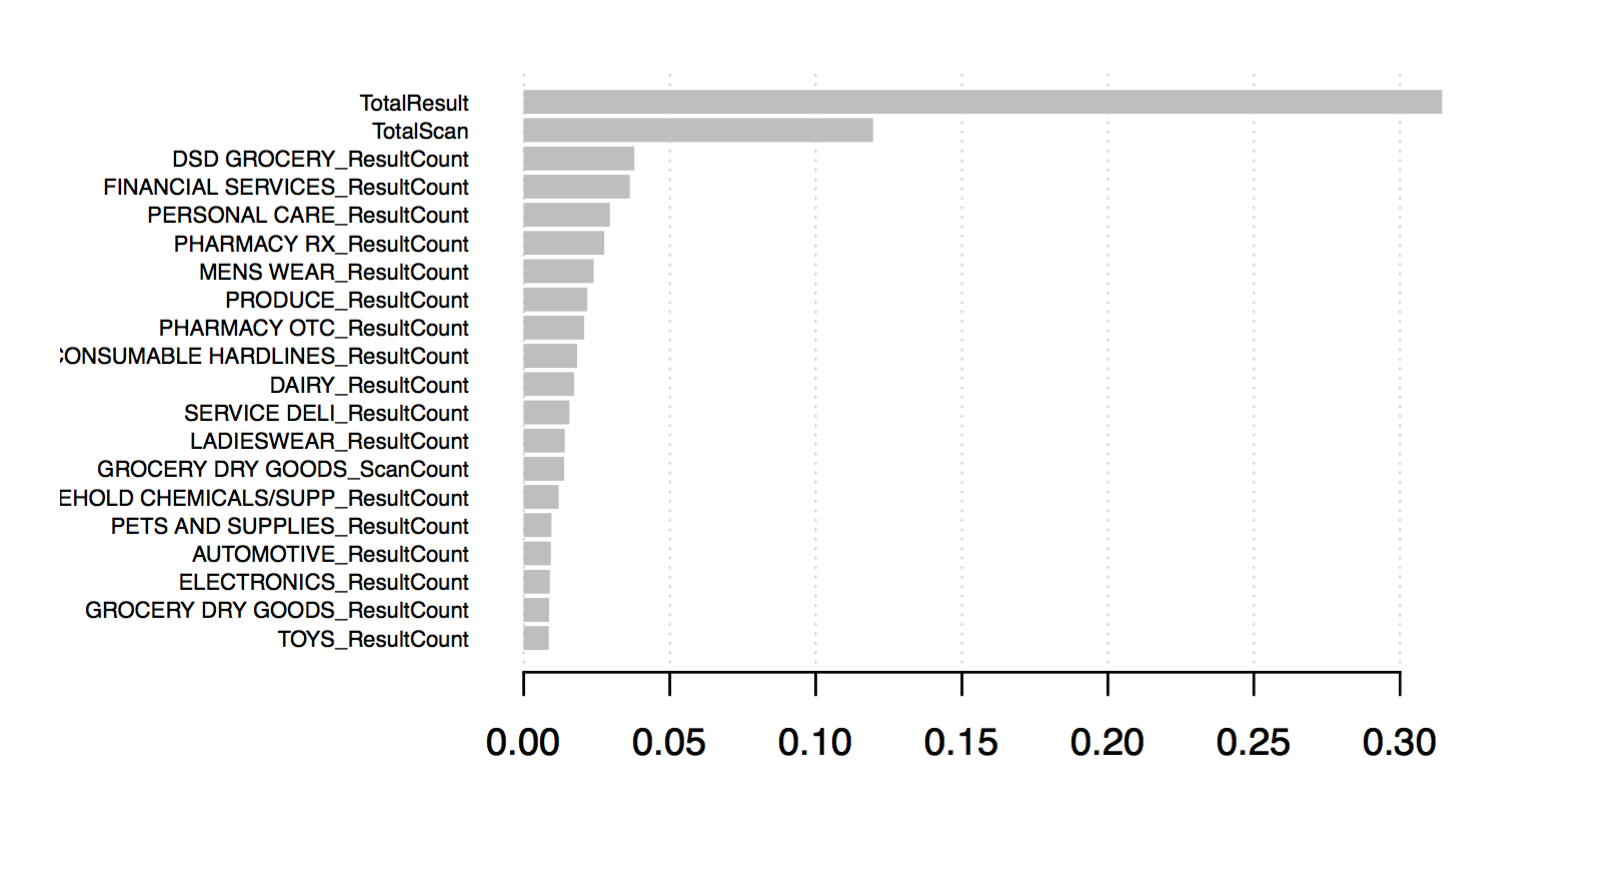 TotalResult
TotalScan
DSD GROCERY_ResultCount
FINANCIAL SERVICES_ResultCount
PERSONAL CARE_ResultCount
PHARMACY RX_ResultCount
MENS WEAR_ResultCount
PRODUCE_ResultCount
PHARMACY OTC_ResultCount
CONSUMABLE HARDLINES_ResultCount
DAIRY_ResultCount
SERVICE DELI_ResultCount
LADIESWEAR_ResultCount
GROCERY DRY GOODS_ScanCount
EHOLD CHEMICALS/SUPP_ResultCount
PETS AND SUPPLIES_ResultCount
AUTOMOTIVE_ResultCount
ELECTRONICS_ResultCount
GROCERY DRY GOODS_ResultCount
TOYS_ResultCount
0.00 0.05 0.10 0.15 0.20 0.25 0.30